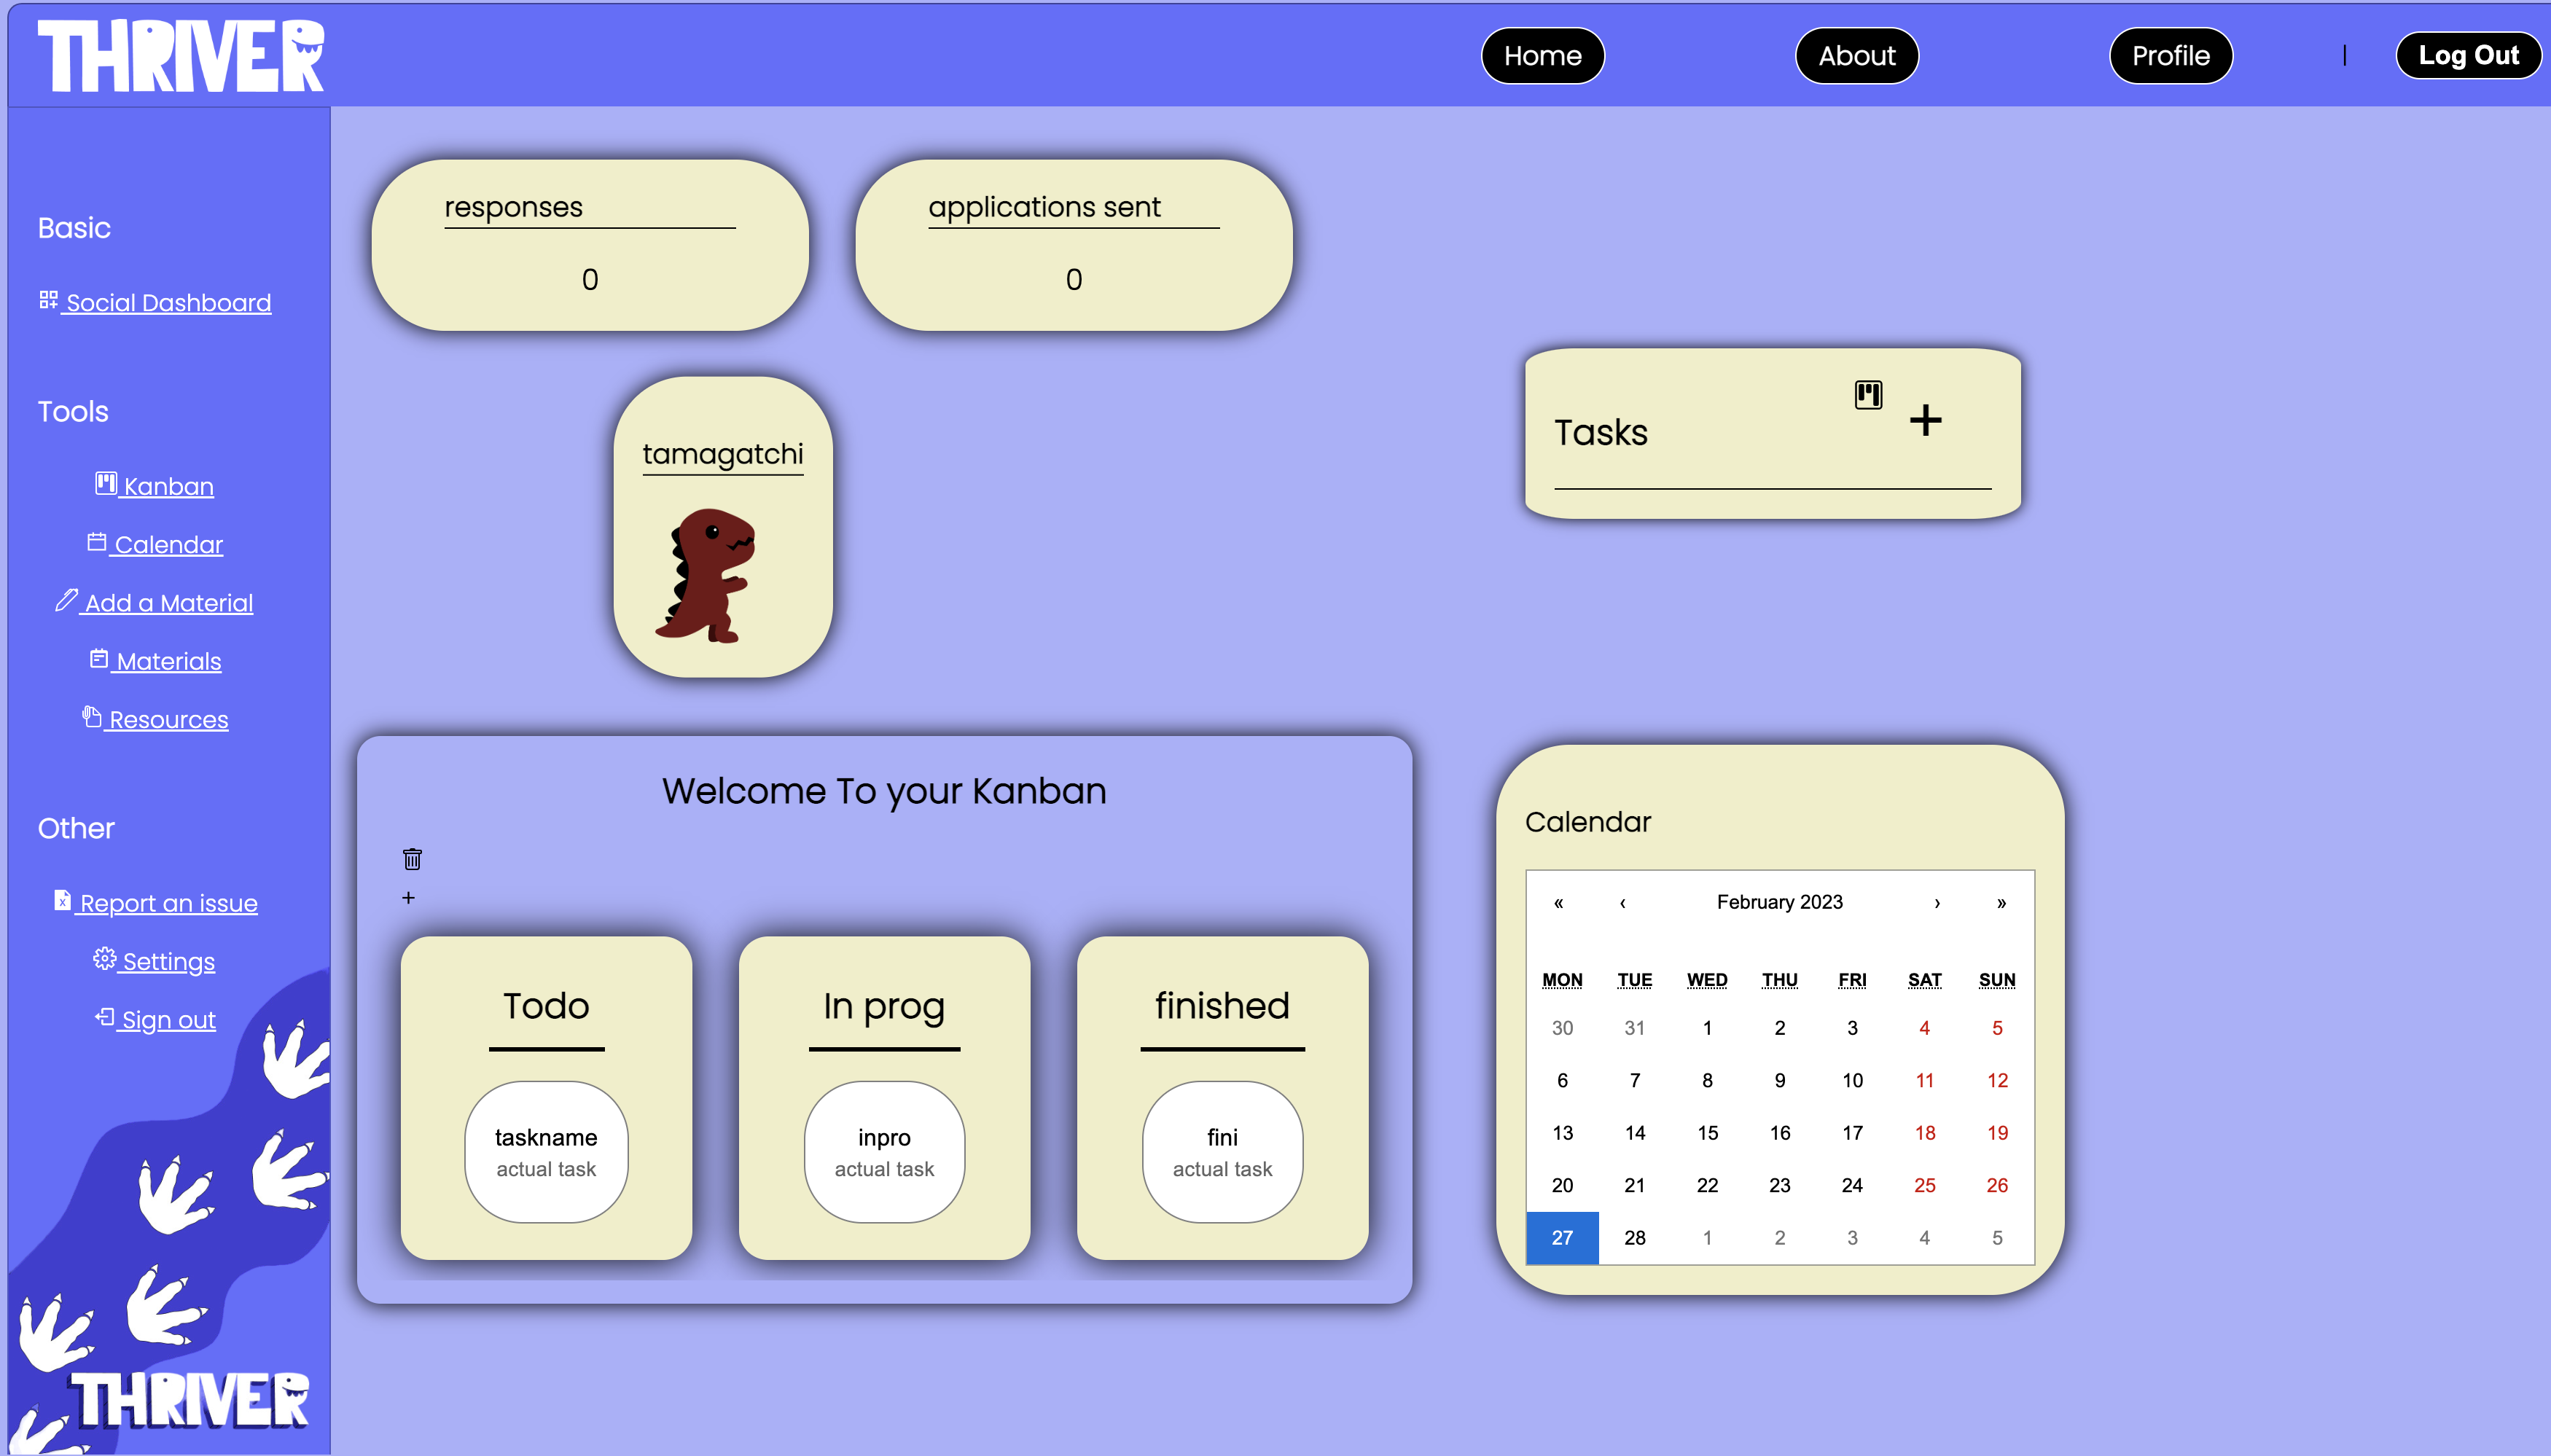 THRIVER
Home
About
Profile
|
Log Out
Basic
Social Dashboard
Tools
Kanban
Calendar
Add a Material
Materials
Resources
Other
Report an issue
Settings
Sign out
THRIVER
responses
0
applications sent
0
tamagatchi
Tasks
+
Welcome To your Kanban
+
Todo
taskname
actual task
In prog
inpro
actual task
finished
fini
actual task
Calendar
« ‹ February 2023 › »
MON TUE WED THU FRI SAT SUN
30 31 1 2 3 4 5
6 7 8 9 10 11 12
13 14 15 16 17 18 19
20 21 22 23 24 25 26
27 28 1 2 3 4 5